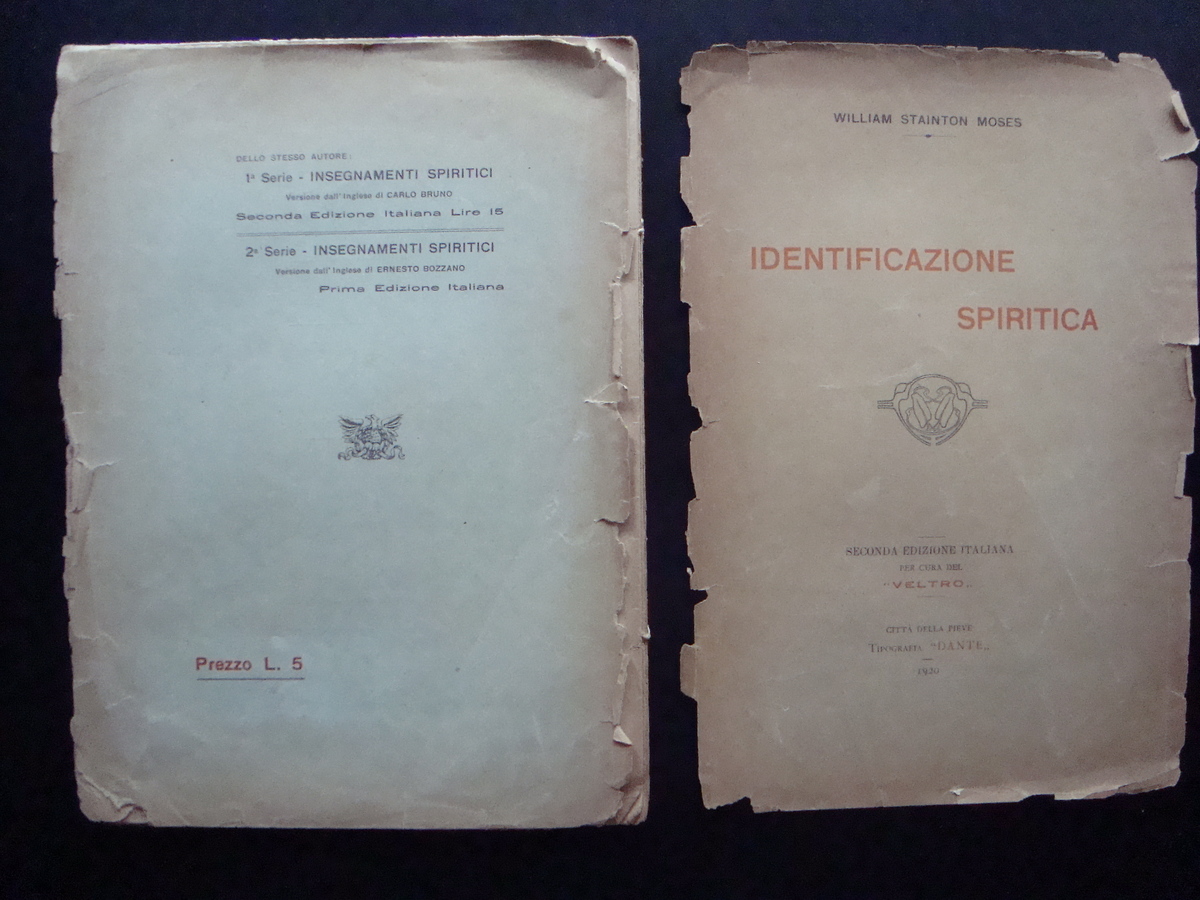 DELLO STESSO AUTORE:
1ª Serie - INSEGNAMENTI SPIRITICI
Versione dall'Inglese di CARLO BRUNO
Seconda Edizione Italiana Lire 15
2ª Serie - INSEGNAMENTI SPIRITICI
Versione dall'Inglese di ERNESTO BOZZANO
Prima Edizione Italiana
Prezzo L. 5
WILLIAM STAINTON MOSES
IDENTIFICAZIONE
SPIRITICA
SECONDA EDIZIONE ITALIANA
PER CURA DEL
"VELTRO„
CITTÀ DELLA PIEVE
TIPOGRAFIA "DANTE„
1920